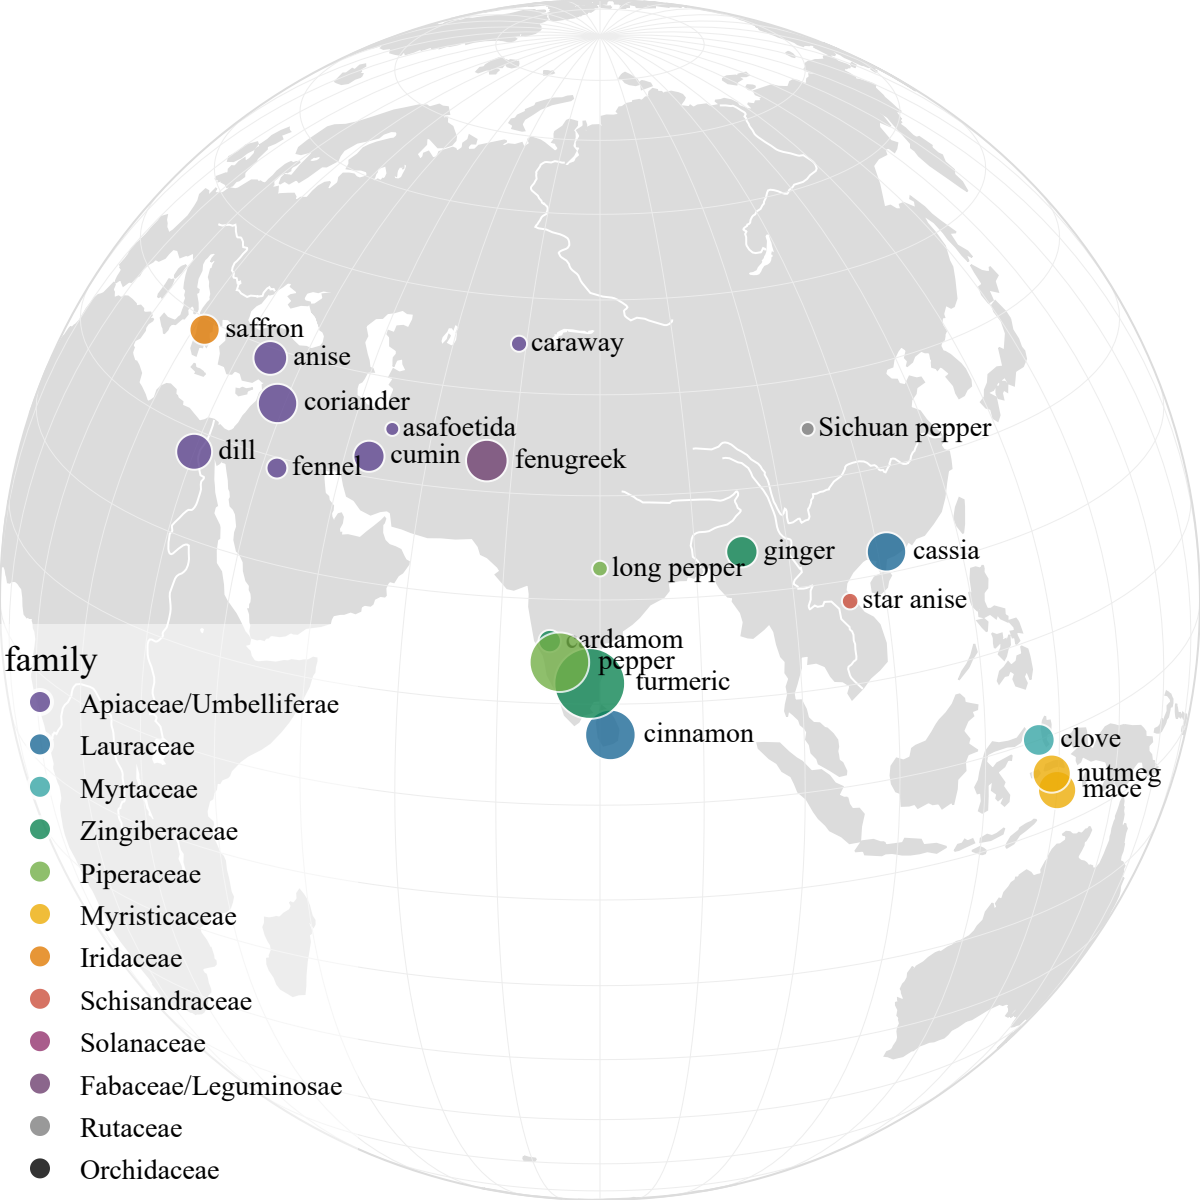 saffron
caraway
anise
coriander
asafoetida
Sichuan pepper
dill
cumin
fenugreek
fennel
ginger
cassia
long pepper
star anise
cardamom
pepper
turmeric
cinnamon
clove
nutmeg
mace
family
Apiaceae/Umbelliferae
Lauraceae
Myrtaceae
Zingiberaceae
Piperaceae
Myristicaceae
Iridaceae
Schisandraceae
Solanaceae
Fabaceae/Leguminosae
Rutaceae
Orchidaceae